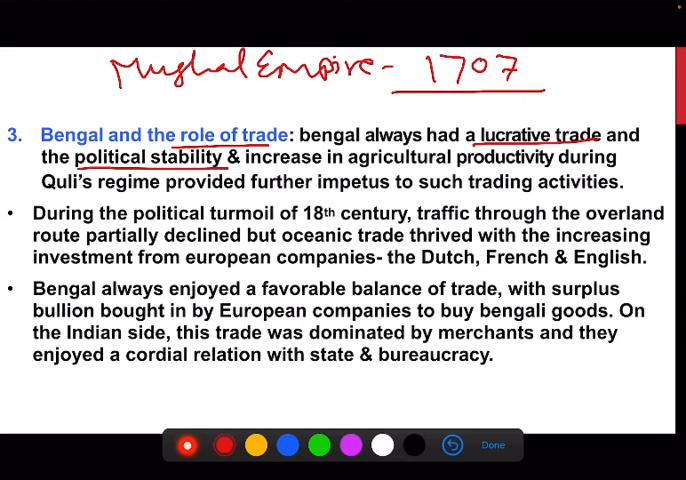 Mughal Empire - 1707
3. Bengal and the role of trade: bengal always had a lucrative trade and
the political stability & increase in agricultural productivity during
Quli's regime provided further impetus to such trading activities.
• During the political turmoil of 18th century, traffic through the overland
route partially declined but oceanic trade thrived with the increasing
investment from european companies- the Dutch, French & English.
• Bengal always enjoyed a favorable balance of trade, with surplus
bullion bought in by European companies to buy bengali goods. On
the Indian side, this trade was dominated by merchants and they
enjoyed a cordial relation with state & bureaucracy.
Done